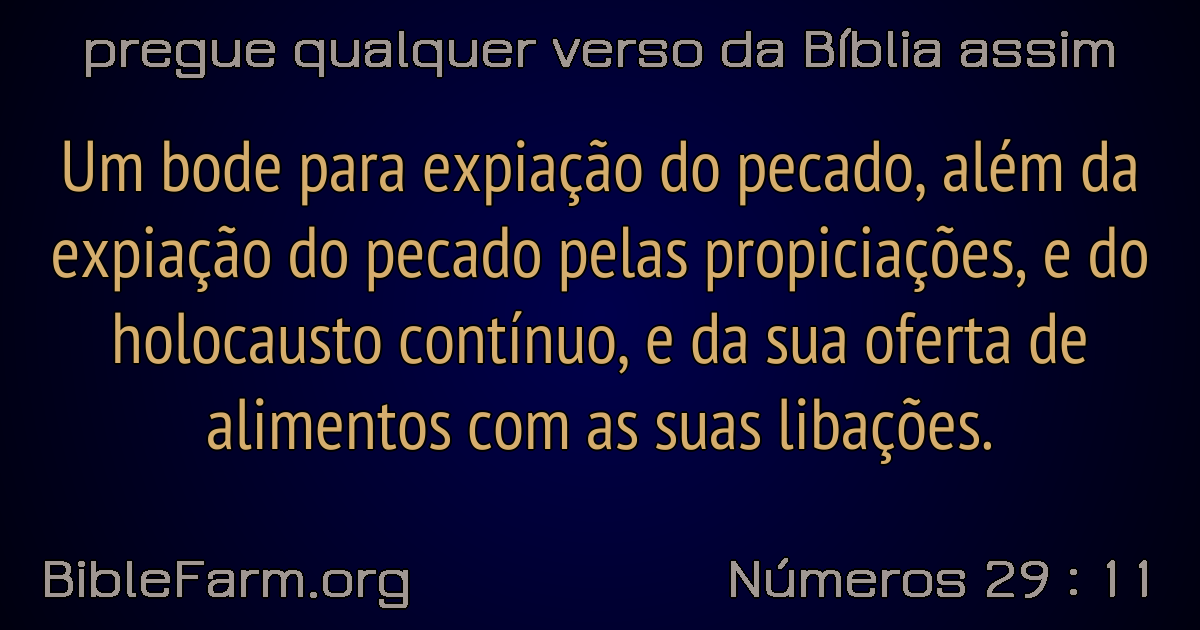 pregue qualquer verso da Bíblia assim
Um bode para expiação do pecado, além da
expiação do pecado pelas propiciações, e do
holocausto contínuo, e da sua oferta de
alimentos com as suas libações.
BibleFarm.org
Números 29 : 11